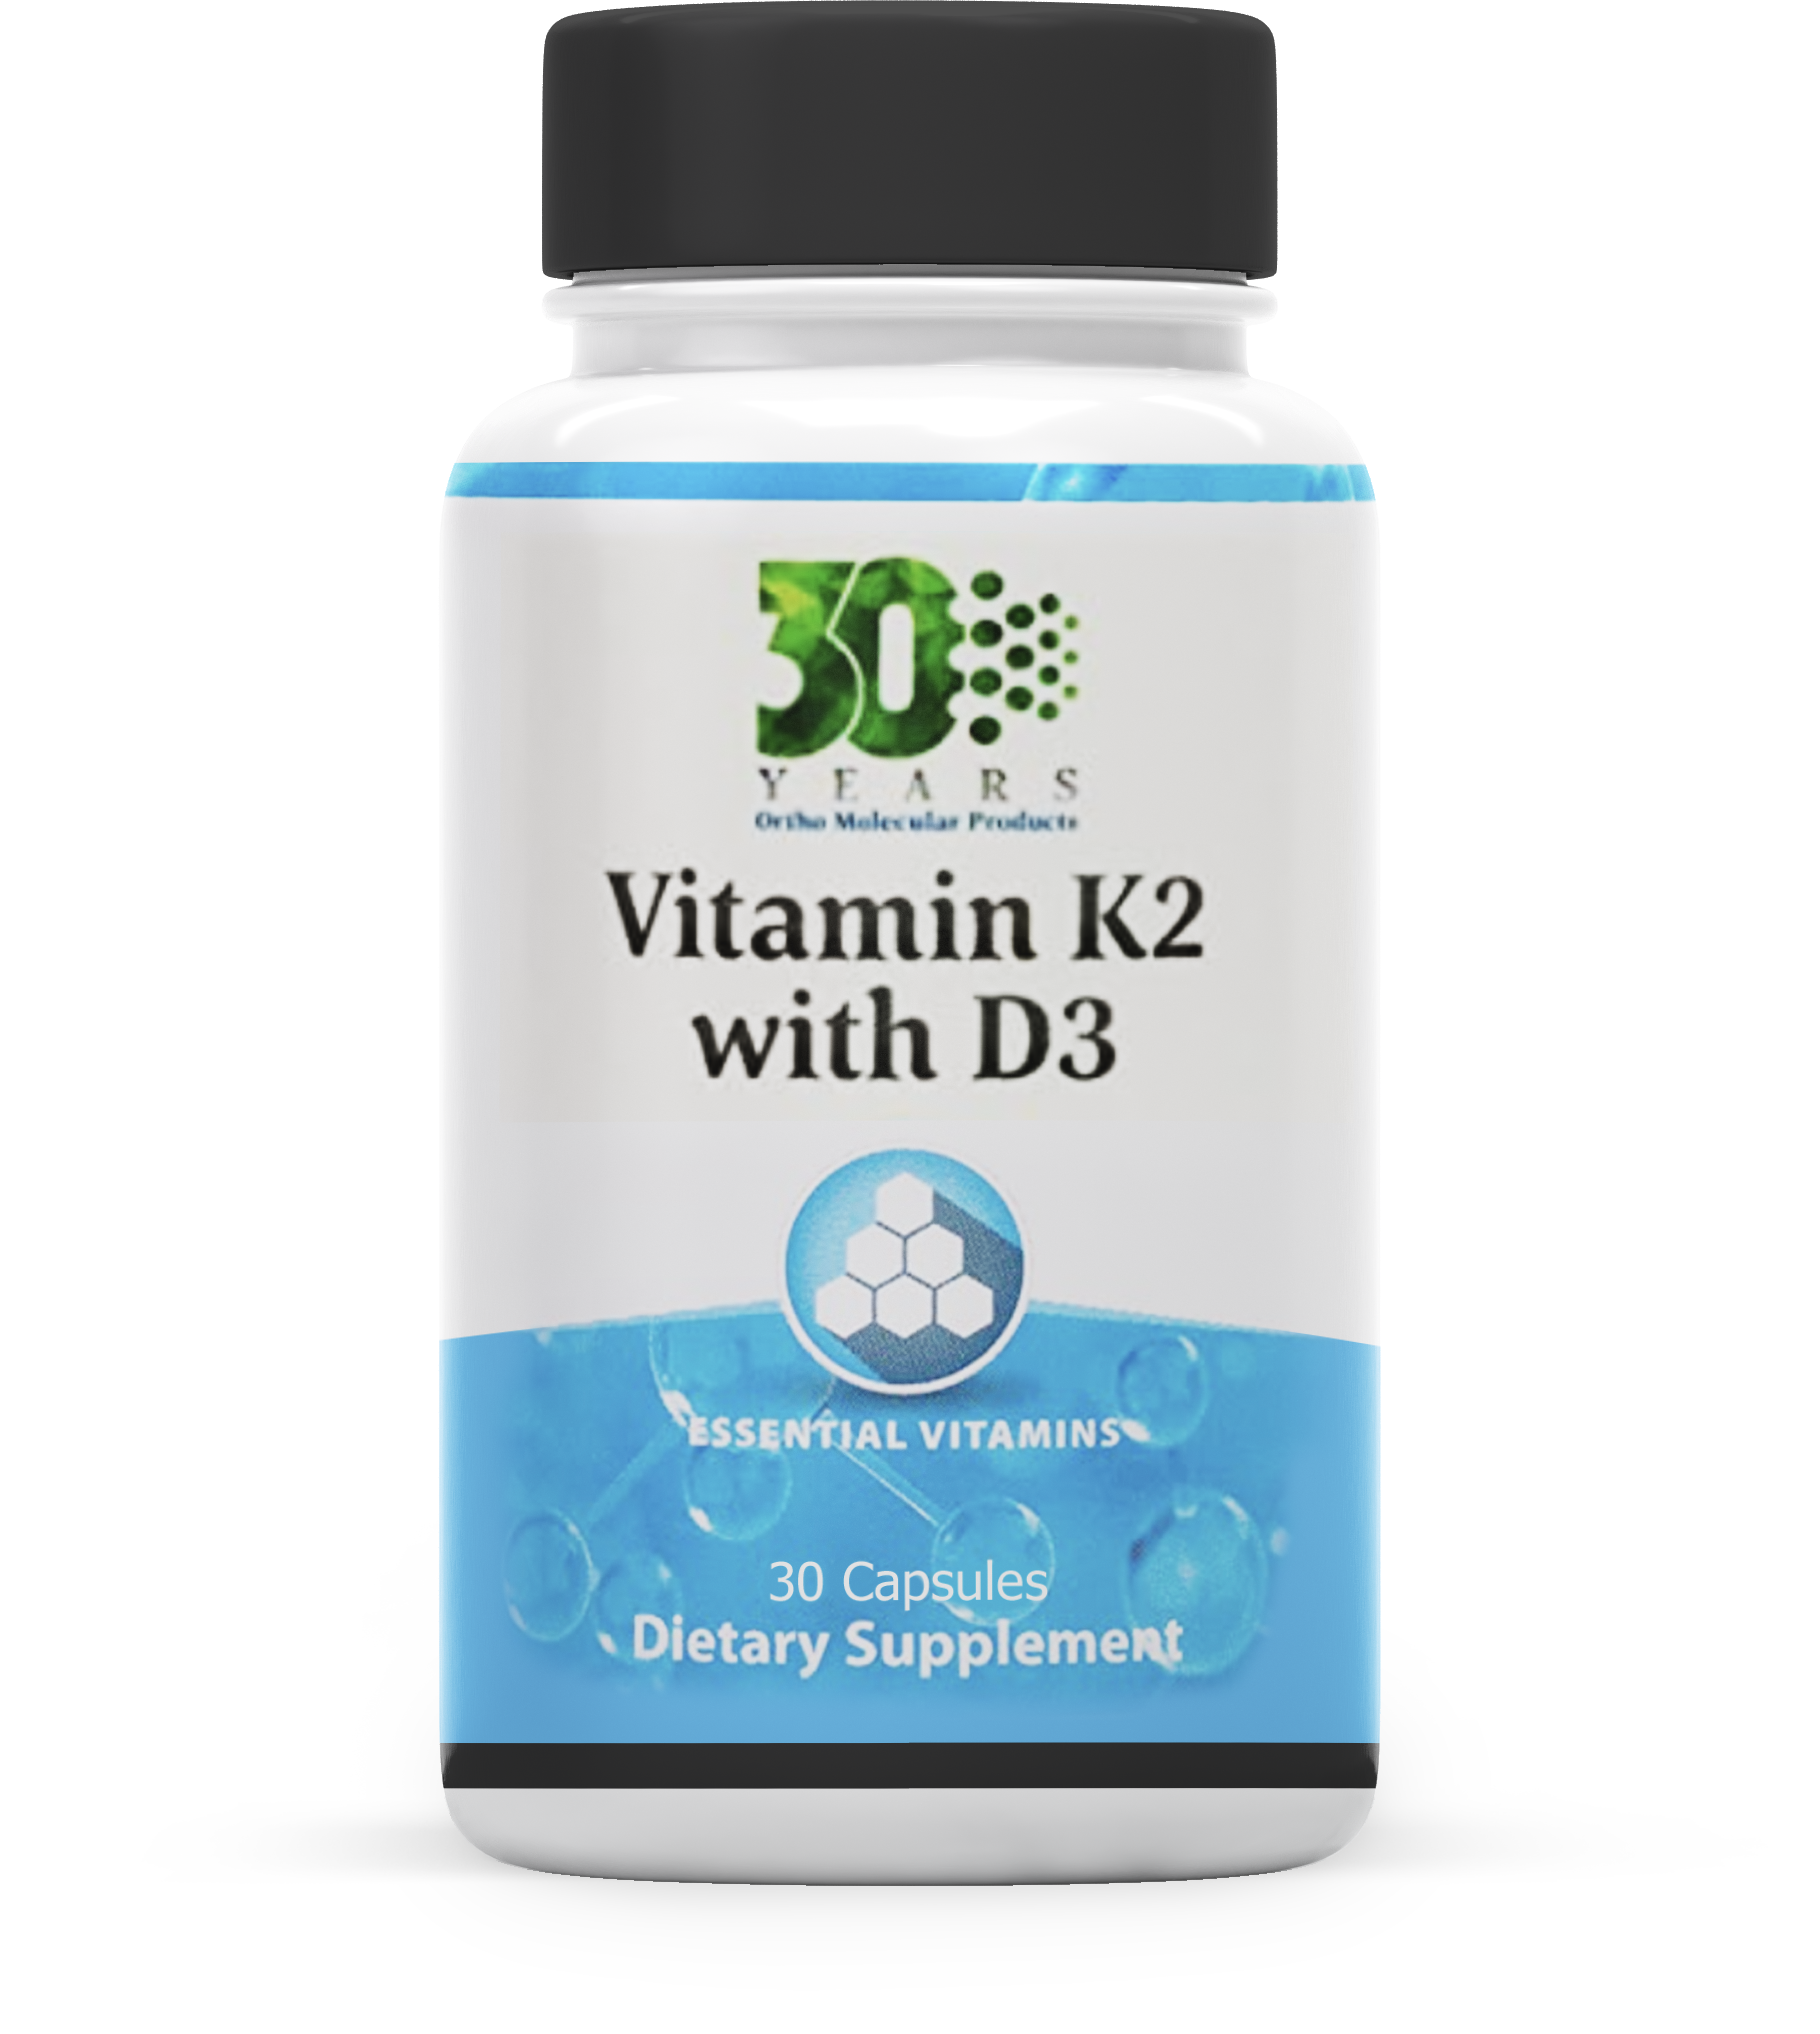 30
YEARS
Ortho Molecular Products
Vitamin K2
with D3
ESSENTIAL VITAMINS
30 Capsules
Dietary Supplement